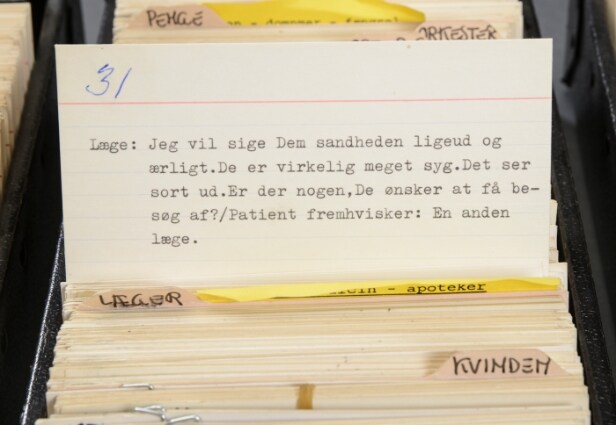 PENGE
ORKESTER
31
Læge: Jeg vil sige Dem sandheden ligeud og
ærligt.De er virkelig meget syg.Det ser
sort ud.Er der nogen,De ønsker at få be-
søg af?/Patient fremhvisker: En anden
læge.
LÆGER
- apoteker
KVINDEN